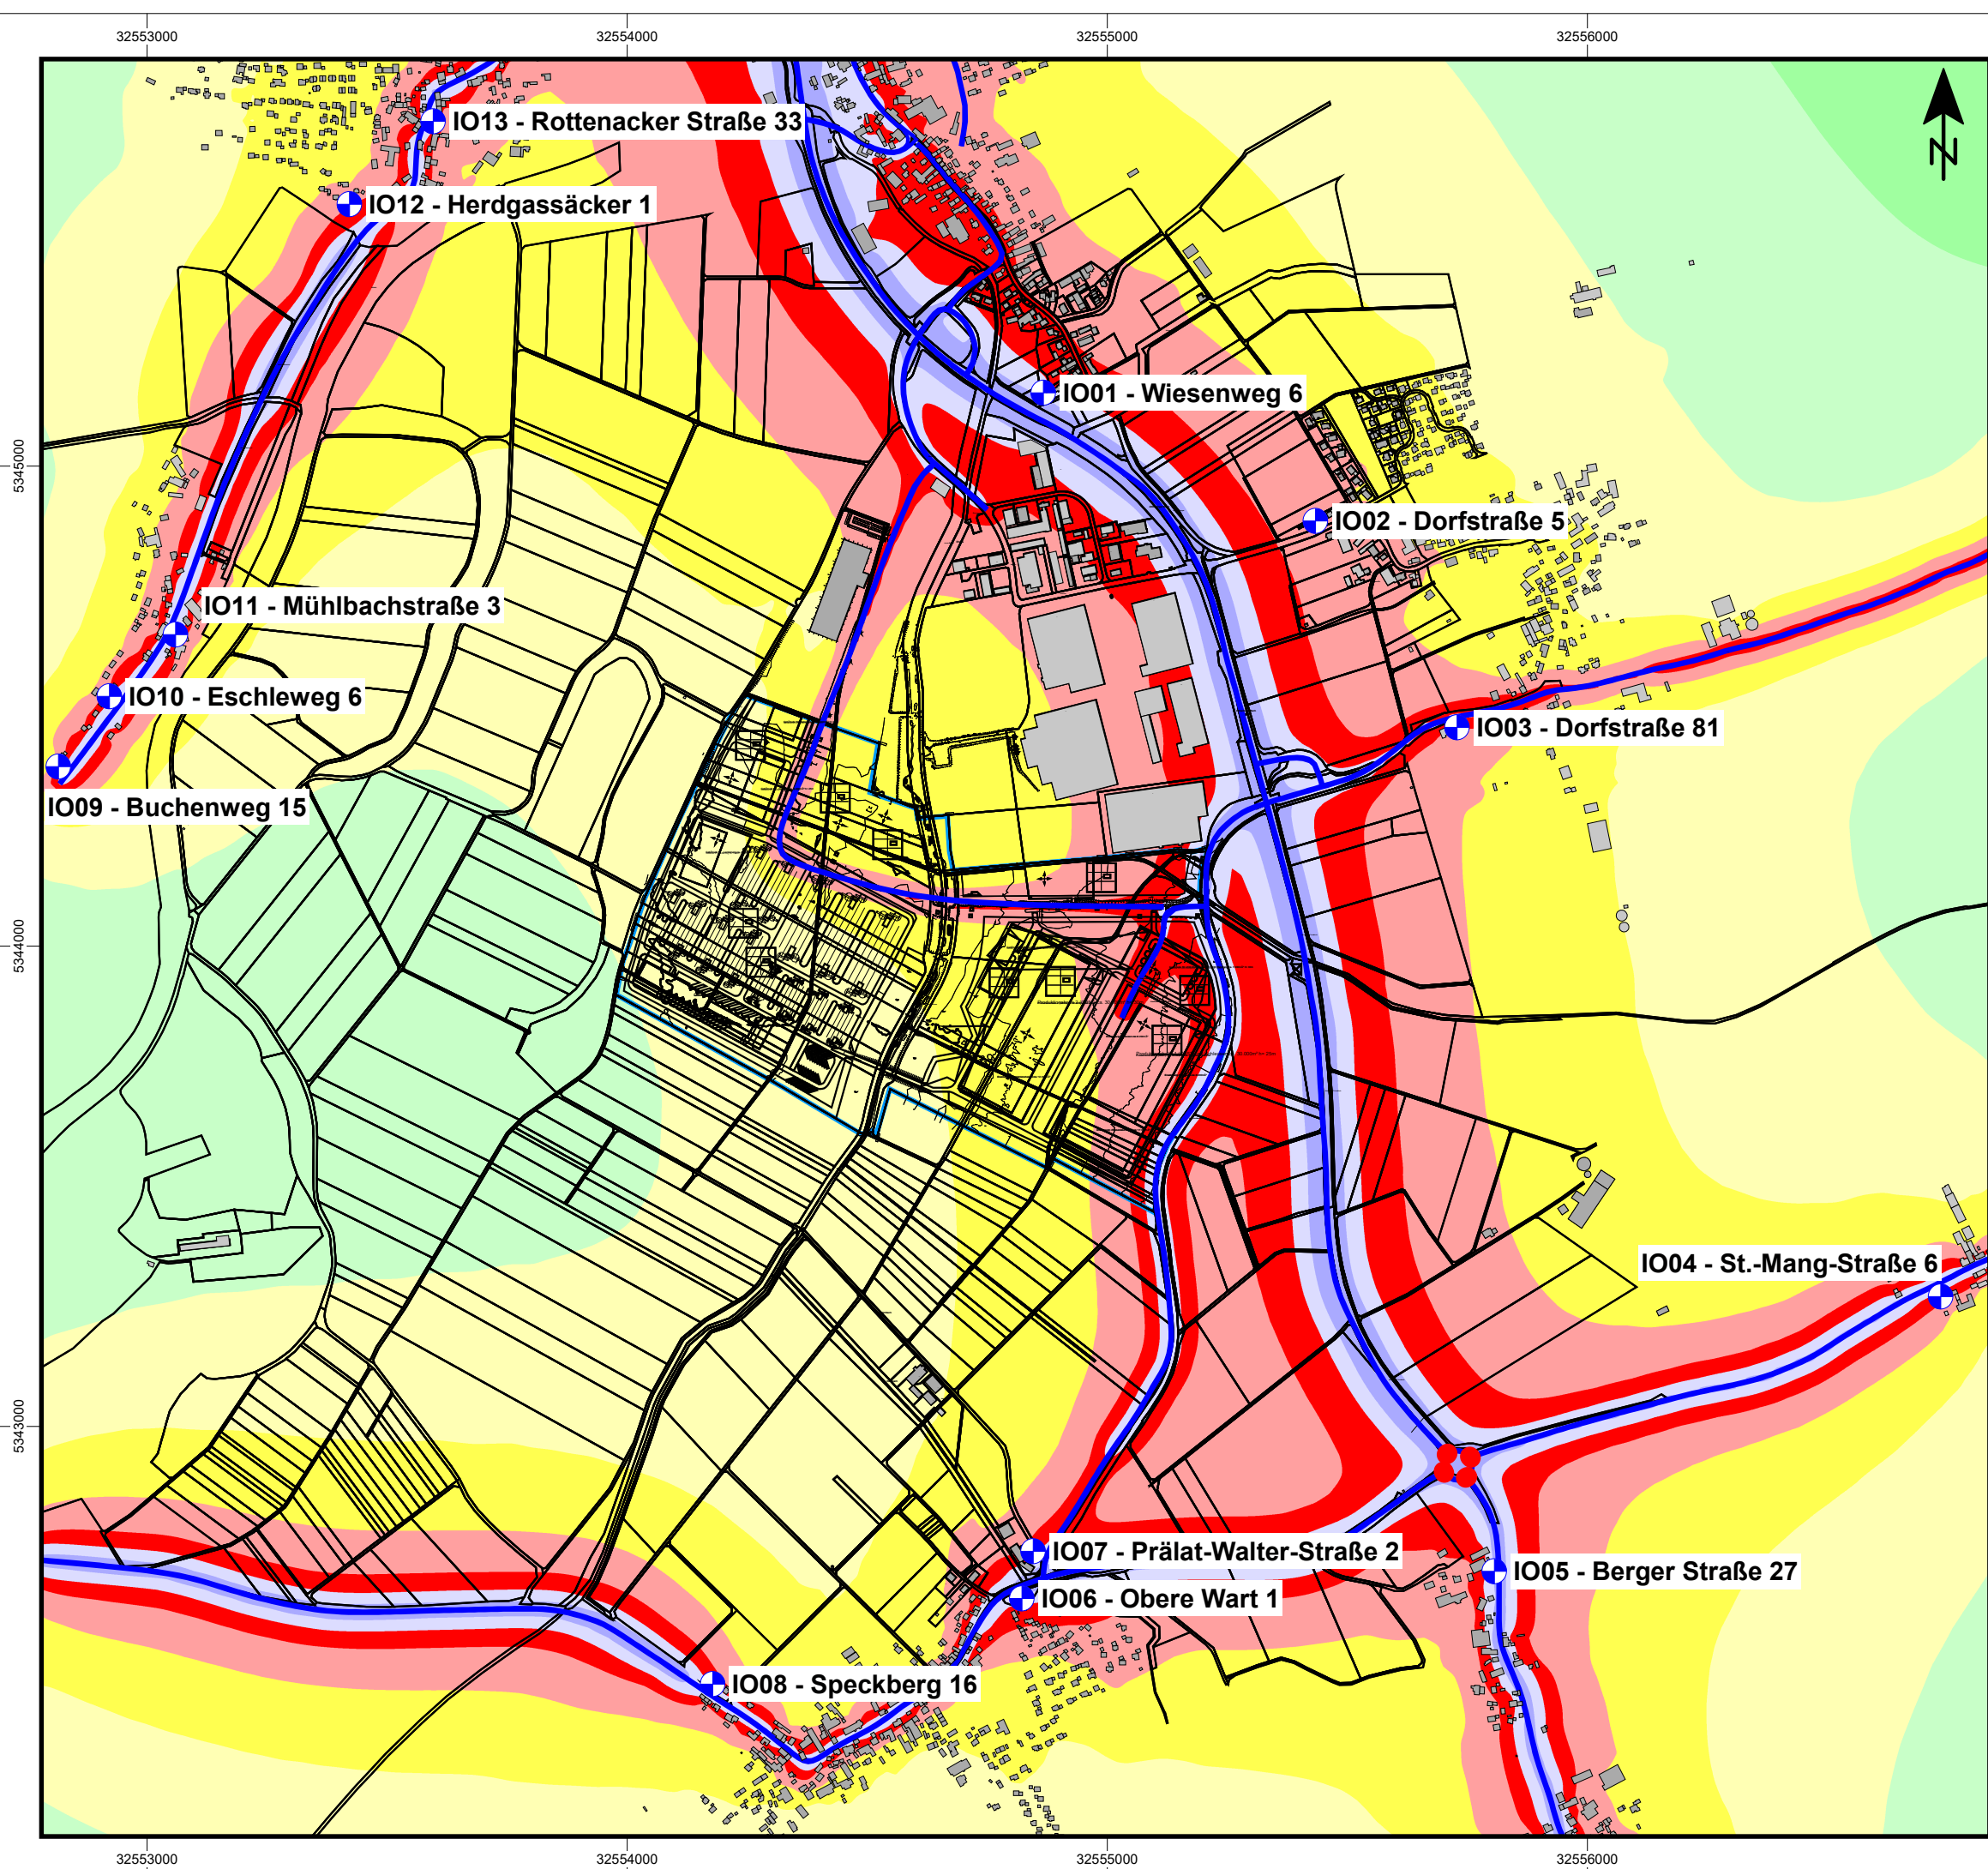 32553000
32554000
32555000
32556000
N
IO13 - Rottenacker Straße 33
IO12 - Herdgassäcker 1
IO01 - Wiesenweg 6
5345000
IO02 - Dorfstraße 5
IO11 - Mühlbachstraße 3
IO10 - Eschleweg 6
IO03 - Dorfstraße 81
IO09 - Buchenweg 15
5344000
IO04 - St.-Mang-Straße 6
5343000
IO07 - Prälat-Walter-Straße 2
IO05 - Berger Straße 27
IO06 - Obere Wart 1
IO08 - Speckberg 16
32553000
32554000
32555000
32556000